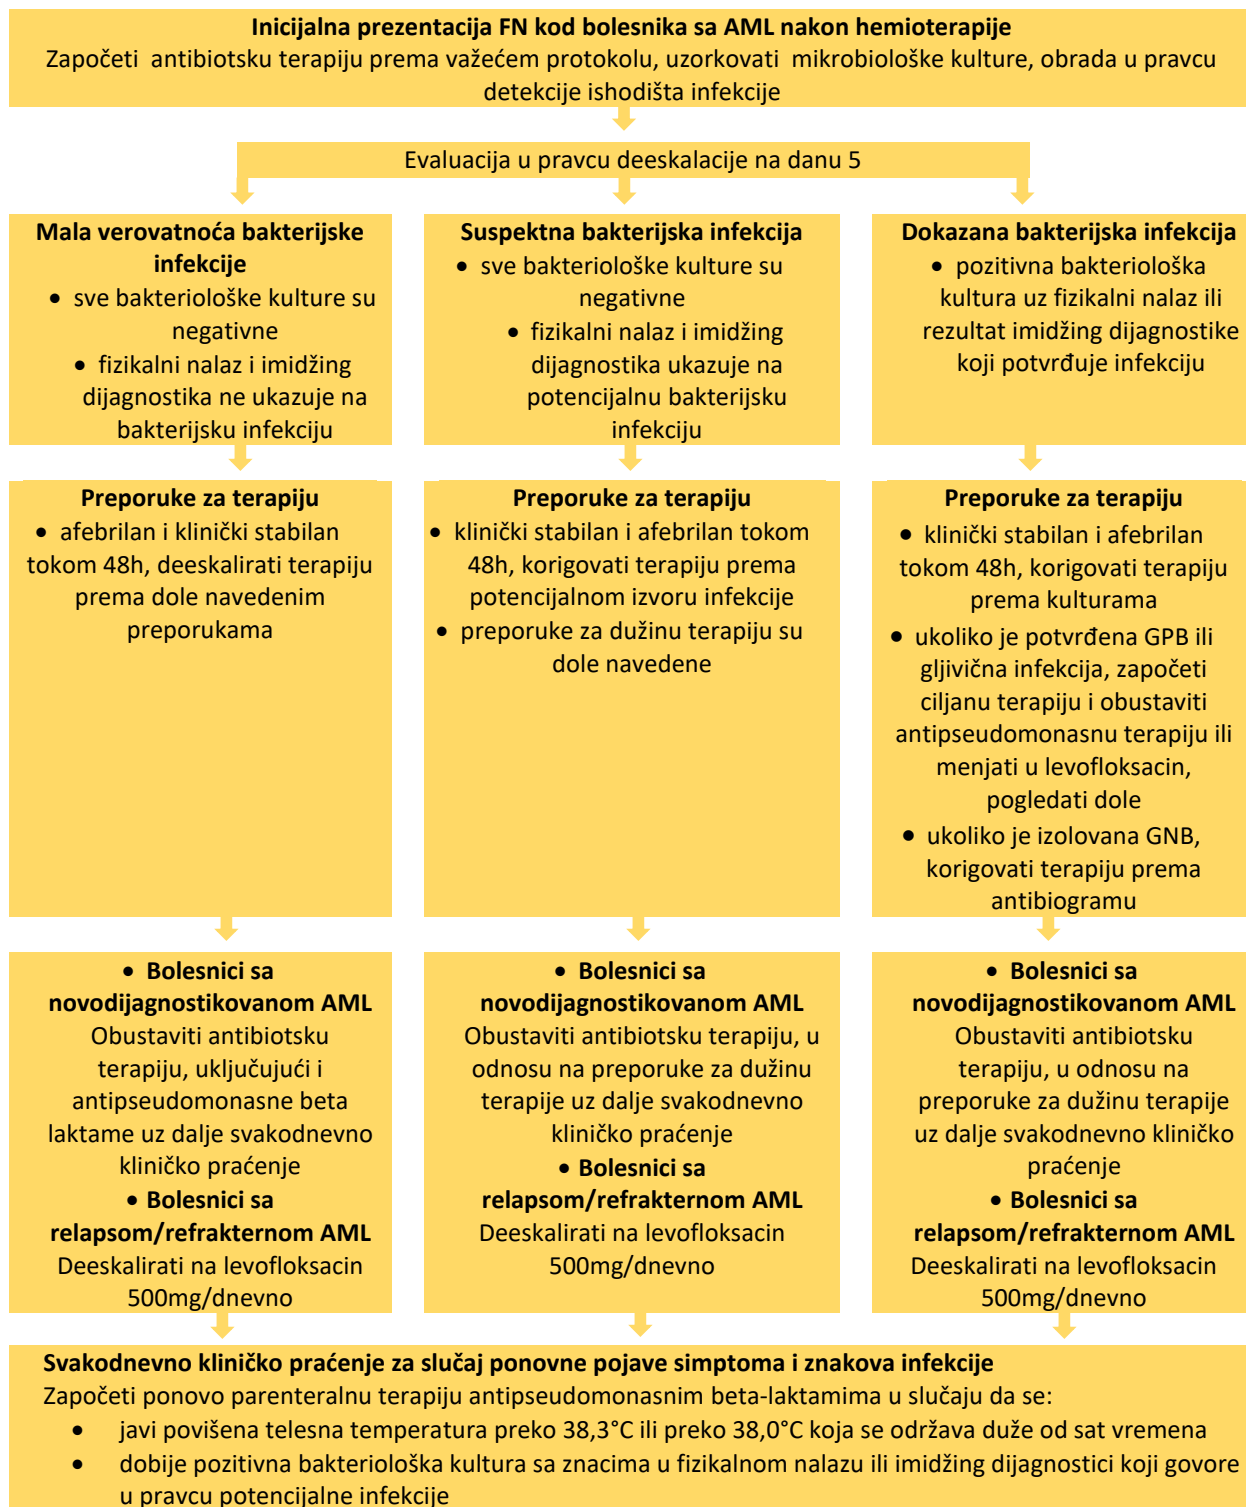 Inicijalna prezentacija FN kod bolesnika sa AML nakon hemioterapije
Započeti antibiotsku terapiju prema važećem protokolu, uzorkovati mikrobiološke kulture, obrada u pravcu
detekcije ishodišta infekcije
Evaluacija u pravcu deeskalacije na danu 5
Mala verovatnoća bakterijske
infekcije
• sve bakteriološke kulture su
negativne
• fizikalni nalaz i imidžing
dijagnostika ne ukazuje na
bakterijsku infekciju
Suspektna bakterijska infekcija
• sve bakteriološke kulture su
negativne
• fizikalni nalaz i imidžing
dijagnostika ukazuje na
potencijalnu bakterijsku
infekciju
Dokazana bakterijska infekcija
• pozitivna bakteriološka
kultura uz fizikalni nalaz ili
rezultat imidžing dijagnostike
koji potvrđuje infekciju
Preporuke za terapiju
• afebrilan i klinički stabilan
tokom 48h, deeskalirati terapiju
prema dole navedenim
preporukama
Preporuke za terapiju
• klinički stabilan i afebrilan tokom
48h, korigovati terapiju prema
potencijalnom izvoru infekcije
• preporuke za dužinu terapiju su
dole navedene
Preporuke za terapiju
• klinički stabilan i afebrilan
tokom 48h, korigovati terapiju
prema kulturama
• ukoliko je potvrđena GPB ili
gljivična infekcija, započeti
ciljanu terapiju i obustaviti
antipseudomonasnu terapiju ili
menjati u levofloksacin,
pogledati dole
• ukoliko je izolovana GNB,
korigovati terapiju prema
antibiogramu
• Bolesnici sa
novodijagnostikovanom AML
Obustaviti antibiotsku
terapiju, uključujući i
antipseudomonasne beta
laktame uz dalje svakodnevno
kliničko praćenje
• Bolesnici sa
relapsom/refrakternom AML
Deeskalirati na levofloksacin
500mg/dnevno
• Bolesnici sa
novodijagnostikovanom AML
Obustaviti antibiotsku terapiju, u
odnosu na preporuke za dužinu
terapije uz dalje svakodnevno
kliničko praćenje
• Bolesnici sa
relapsom/refrakternom AML
Deeskalirati na levofloksacin
500mg/dnevno
• Bolesnici sa
novodijagnostikovanom AML
Obustaviti antibiotsku
terapiju, u odnosu na
preporuke za dužinu terapije
uz dalje svakodnevno kliničko
praćenje
• Bolesnici sa
relapsom/refrakternom AML
Deeskalirati na levofloksacin
500mg/dnevno
Svakodnevno kliničko praćenje za slučaj ponovne pojave simptoma i znakova infekcije
Započeti ponovo parenteralnu terapiju antipseudomonasnim beta-laktamima u slučaju da se:
• javi povišena telesna temperatura preko 38,3°C ili preko 38,0°C koja se održava duže od sat vremena
• dobije pozitivna bakteriološka kultura sa znacima u fizikalnom nalazu ili imidžing dijagnostici koji govore
u pravcu potencijalne infekcije